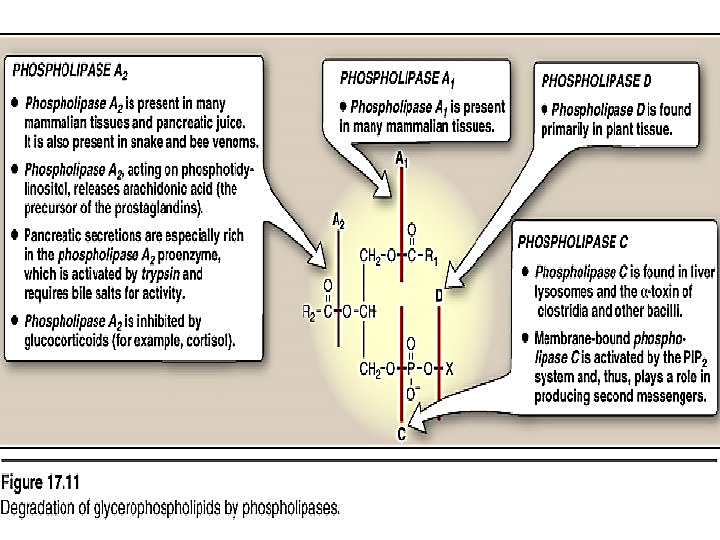 PHOSPHOLIPASE A2
● Phospholipase A2 is present in many
mammalian tissues and pancreatic juice.
It is also present in snake and bee venoms.
● Phospholipase A2, acting on phosphotidy-
linositol, releases arachidonic acid (the
precursor of the prostaglandins).
● Pancreatic secretions are especially rich
in the phospholipase A2 proenzyme,
which is activated by trypsin and
requires bile salts for activity.
● Phospholipase A2 is inhibited by
glucocorticoids (for example, cortisol).
PHOSPHOLIPASE A1
● Phospholipase A1 is present
in many mammalian tissues.
PHOSPHOLIPASE D
● Phospholipase D is found
primarily in plant tissue.
PHOSPHOLIPASE C
● Phospholipase C is found in liver
lysosomes and the α-toxin of
clostridia and other bacilli.
● Membrane-bound phospho-
lipase C is activated by the PIP2
system and, thus, plays a role in
producing second messengers.
A1
A2
O
CH2-O-C-R1
D
O
R2-C-O-CH
O
CH2-O-P-O-X
O-
C
Figure 17.11
Degradation of glycerophospholipids by phospholipases.